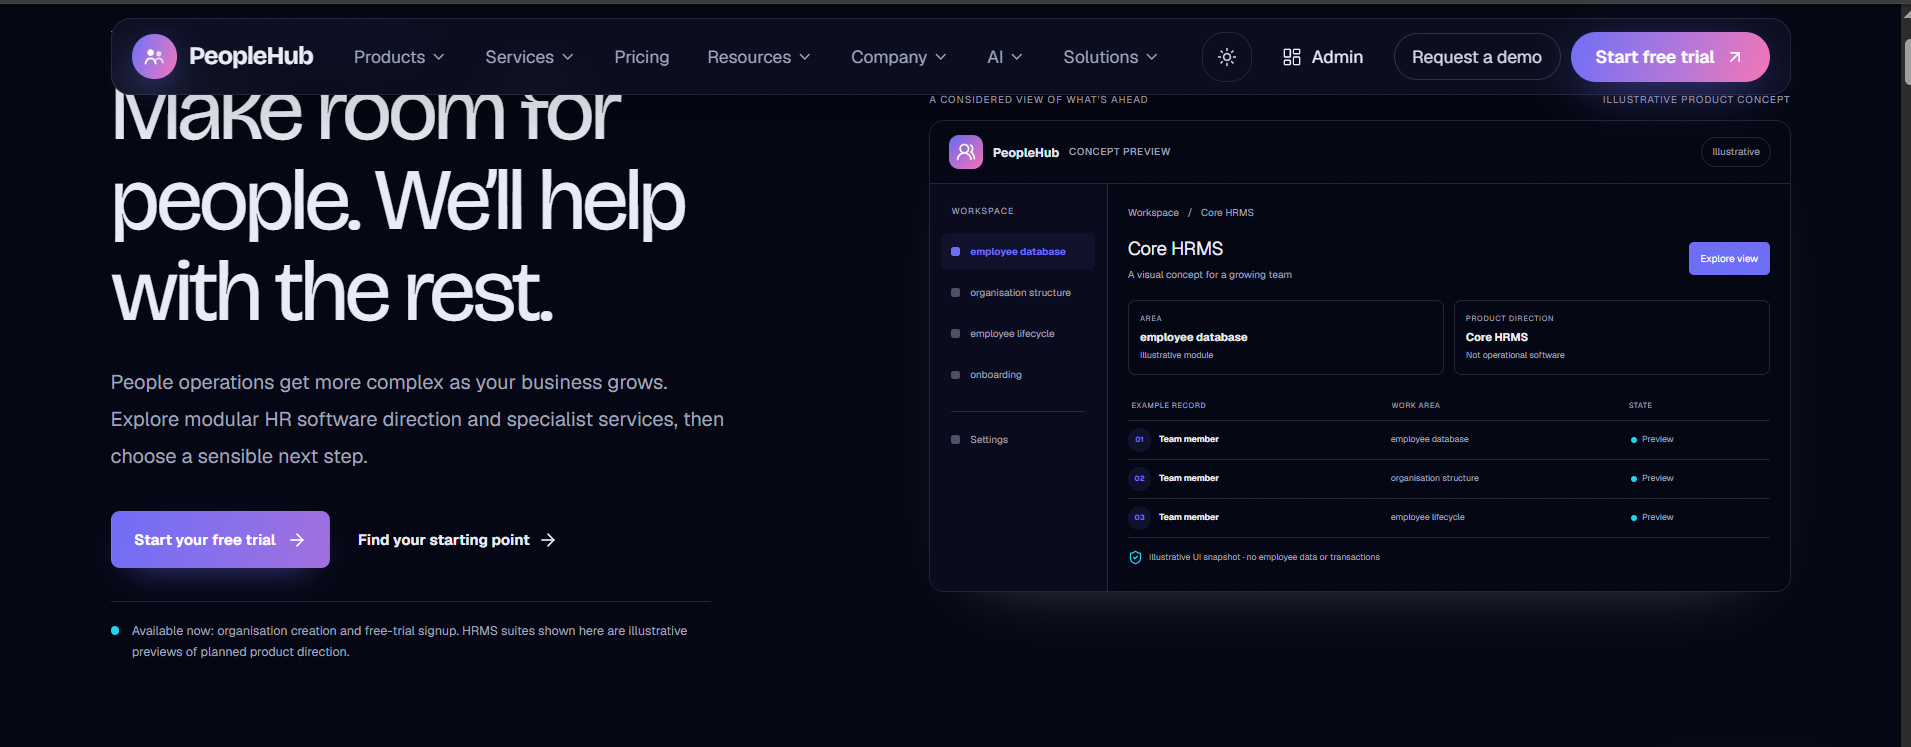 PeopleHub
Products
Services
Pricing
Resources
Company
AI
Solutions
Admin
Request a demo
Start free trial
Make room for
people. We'll help
with the rest.
People operations get more complex as your business grows.
Explore modular HR software direction and specialist services, then
choose a sensible next step.
Start your free trial
Find your starting point
Available now: organisation creation and free-trial signup. HRMS suites shown here are illustrative
previews of planned product direction.
A CONSIDERED VIEW OF WHAT'S AHEAD
ILLUSTRATIVE PRODUCT CONCEPT
PeopleHub CONCEPT PREVIEW
Illustrative
WORKSPACE
employee database
organisation structure
employee lifecycle
onboarding
Settings
Workspace / Core HRMS
Core HRMS
A visual concept for a growing team
Explore view
AREA
employee database
Illustrative module
PRODUCT DIRECTION
Core HRMS
Not operational software
EXAMPLE RECORD WORK AREA STATE
01 Team member employee database Preview
02 Team member organisation structure Preview
03 Team member employee lifecycle Preview
Illustrative UI snapshot · no employee data or transactions